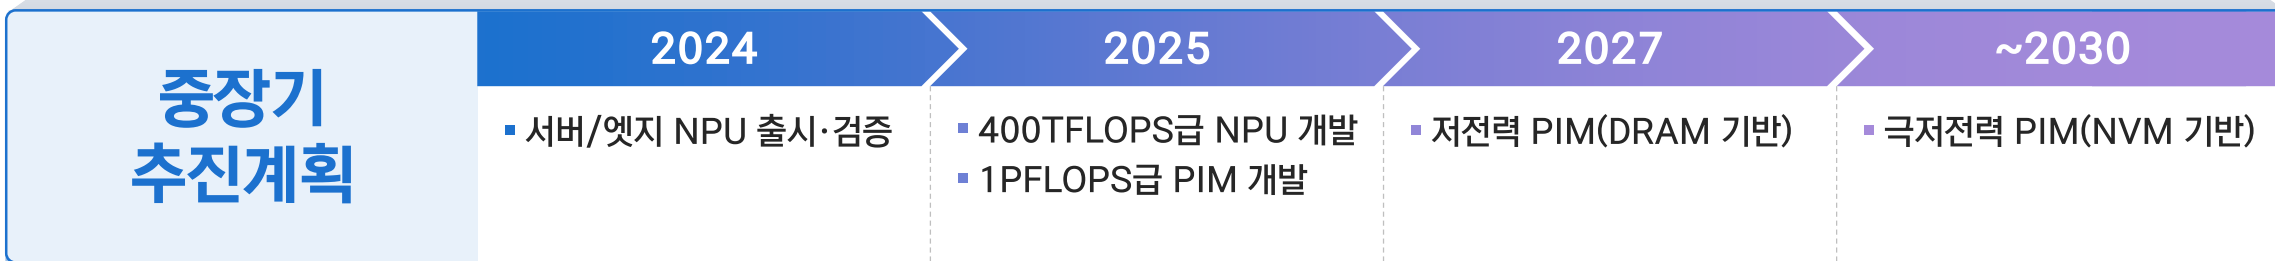 중장기
추진계획
2024
2025
2027
~2030
서버/엣지 NPU 출시·검증
400TFLOPS급 NPU 개발
1PFLOPS급 PIM 개발
저전력 PIM(DRAM 기반)
극저전력 PIM(NVM 기반)